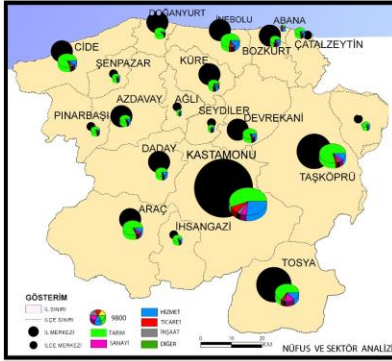 DOĞANYURT
İNEBOLU
ABANA
CİDE
BOZKURT
ÇATALZEYTİN
ŞENPAZAR
KÜRE
AZDAVAY
AĞLI
PINARBAŞI
SEYDİLER
DEVREKANİ
DADAY
KASTAMONU
TAŞKÖPRÜ
ARAÇ
İHSANGAZİ
TOSYA
GÖSTERİM
İL SINIRI
İLÇE SINIRI
İL MERKEZİ
İLÇE MERKEZİ
9800
TARIM
SANAYİ
HİZMET
TİCARET
İNŞAAT
DİĞER
NÜFUS VE SEKTÖR ANALİZİ